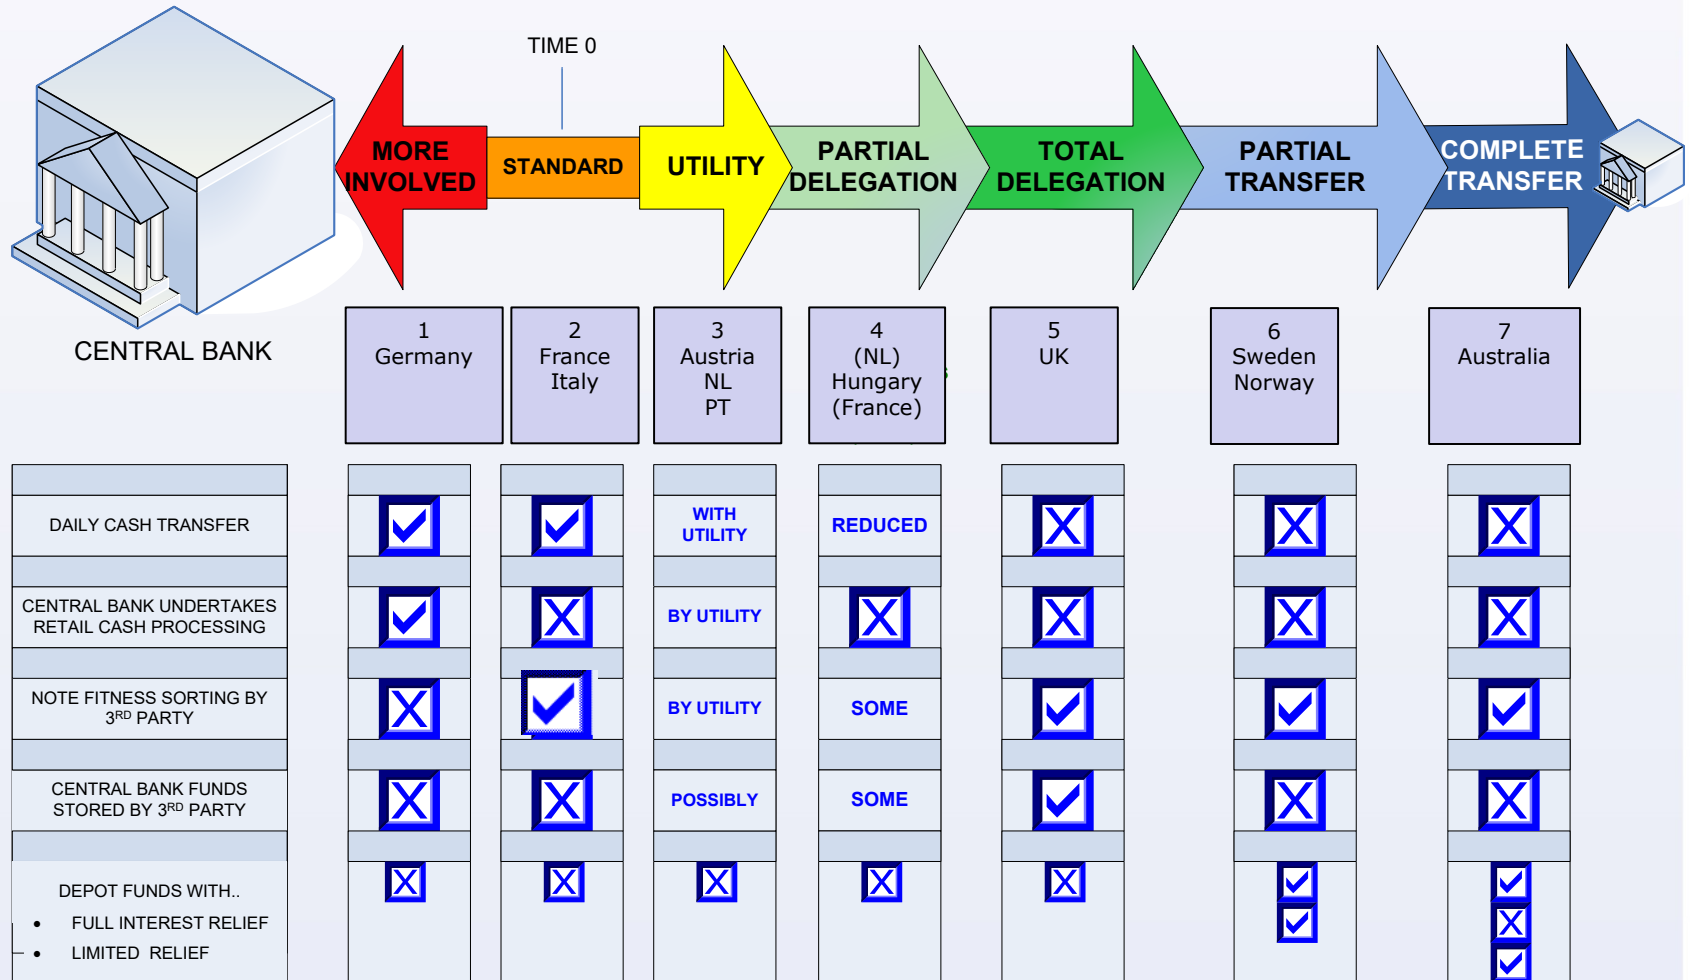 TIME 0
MORE
INVOLVED
STANDARD
UTILITY
PARTIAL
DELEGATION
TOTAL
DELEGATION
PARTIAL
TRANSFER
COMPLETE
TRANSFER
CENTRAL BANK
1
Germany
2
France
Italy
3
Austria
NL
PT
4
(NL)
Hungary
(France)
5
UK
6
Sweden
Norway
7
Australia
DAILY CASH TRANSFER
WITH
UTILITY
REDUCED
CENTRAL BANK UNDERTAKES
RETAIL CASH PROCESSING
BY UTILITY
NOTE FITNESS SORTING BY
3RD PARTY
BY UTILITY
SOME
CENTRAL BANK FUNDS
STORED BY 3RD PARTY
POSSIBLY
SOME
DEPOT FUNDS WITH..
• FULL INTEREST RELIEF
• LIMITED RELIEF